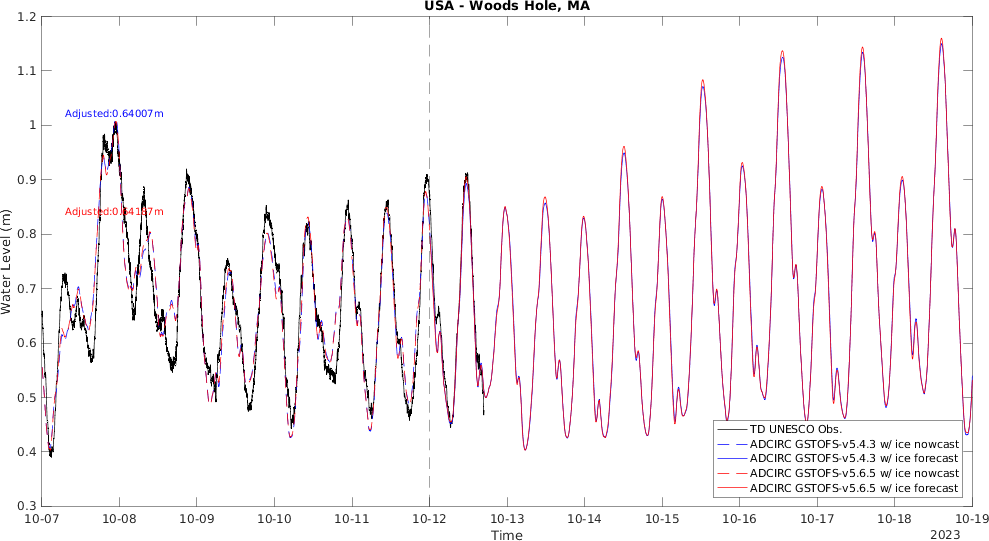 USA - Woods Hole, MA
1.2
1.1
1
0.9
0.8
0.7
0.6
0.5
0.4
0.3
Water Level (m)
Adjusted:0.64007m
Adjusted:0.64197m
TD UNESCO Obs.
ADCIRC GSTOFS-v5.4.3 w/ ice nowcast
ADCIRC GSTOFS-v5.4.3 w/ ice forecast
ADCIRC GSTOFS-v5.6.5 w/ ice nowcast
ADCIRC GSTOFS-v5.6.5 w/ ice forecast
10-07 10-08 10-09 10-10 10-11 10-12 10-13 10-14 10-15 10-16 10-17 10-18 10-19
Time
2023